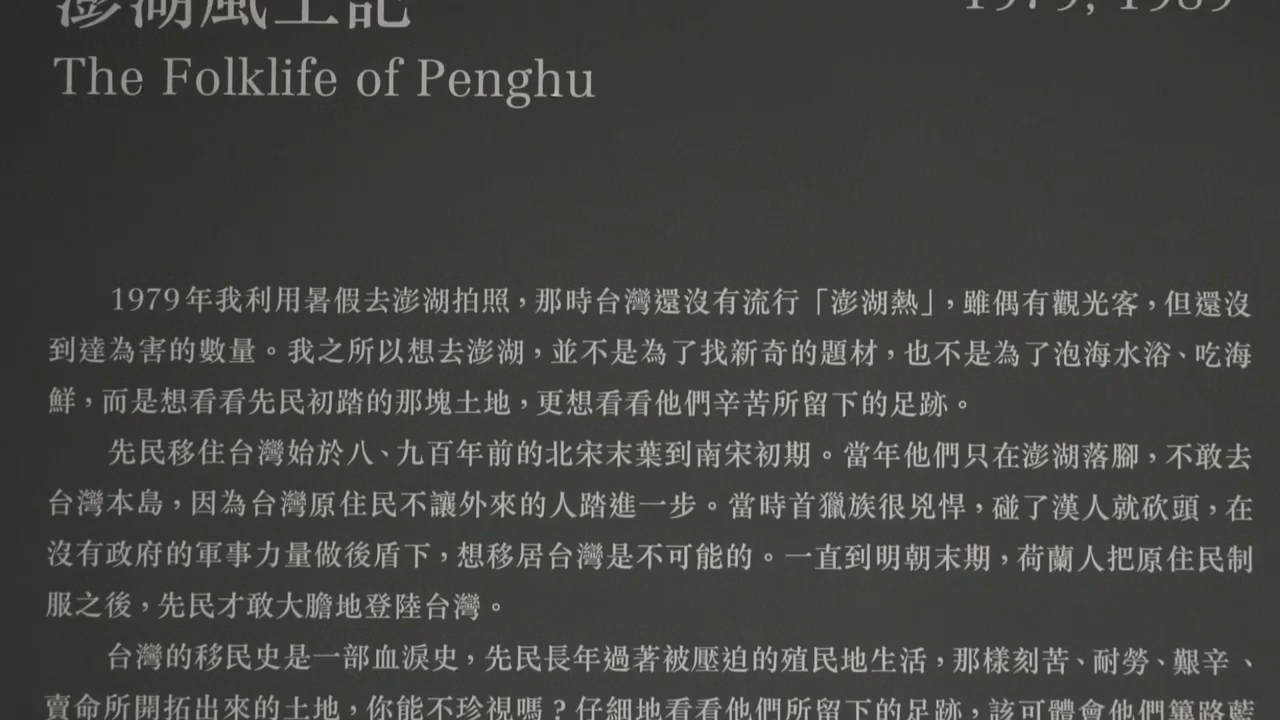 澎湖風土記
1979, 1989
The Folklife of Penghu
1979年我利用暑假去澎湖拍照，那時台灣還沒有流行「澎湖熱」，雖偶有觀光客，但還沒
到達為害的數量。我之所以想去澎湖，並不是為了找新奇的題材，也不是為了泡海水浴、吃海
鮮，而是想看看先民初踏的那塊土地，更想看看他們辛苦所留下的足跡。
先民移住台灣始於八、九百年前的北宋末葉到南宋初期。當年他們只在澎湖落腳，不敢去
台灣本島，因為台灣原住民不讓外來的人踏進一步。當時首獵族很兇悍，碰了漢人就砍頭，在
沒有政府的軍事力量做後盾下，想移居台灣是不可能的。一直到明朝末期，荷蘭人把原住民制
服之後，先民才敢大膽地登陸台灣。
台灣的移民史是一部血淚史，先民長年過著被壓迫的殖民地生活，那樣刻苦、耐勞、艱辛、
賣命所開拓出來的土地，你能不珍視嗎？仔細地看看他們所留下的足跡，該可體會他們篳路藍